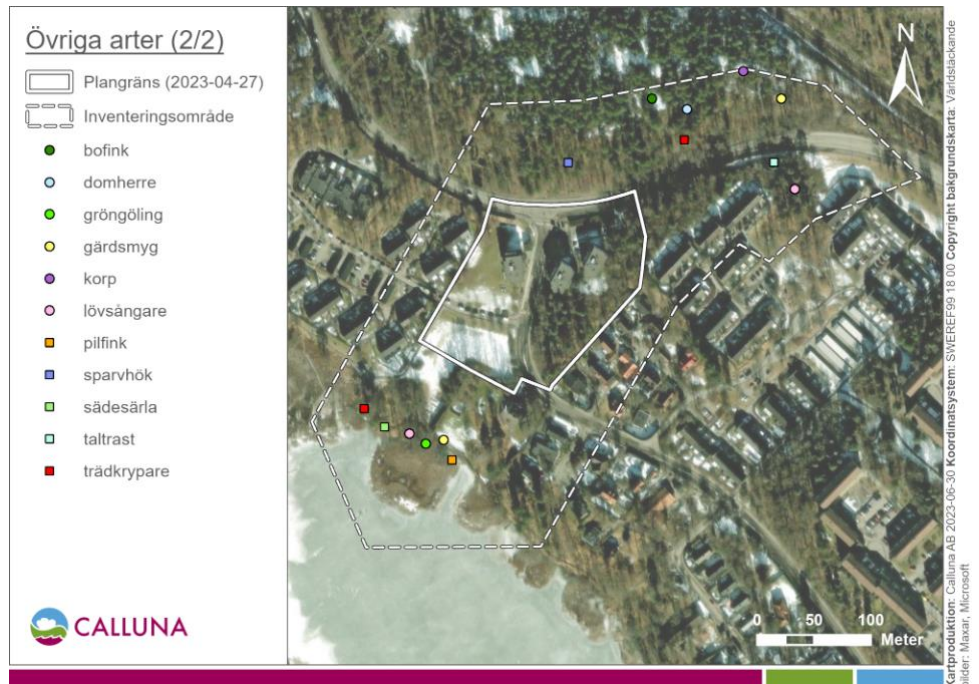 Övriga arter (2/2)
Plangräns (2023-04-27)
Inventeringsområde
bofink
domherre
gröngöling
gärdsmyg
korp
lövsångare
pilfink
sparvhök
sädesärla
taltrast
trädkrypare
CALLUNA
N
0 50 100
Meter
Kartproduktion: Calluna AB 2023-06-30 Koordinatsystem: SWEREF99 18 00 Copyright bakgrundskarta: Världstäckande
bilder: Maxar, Microsoft